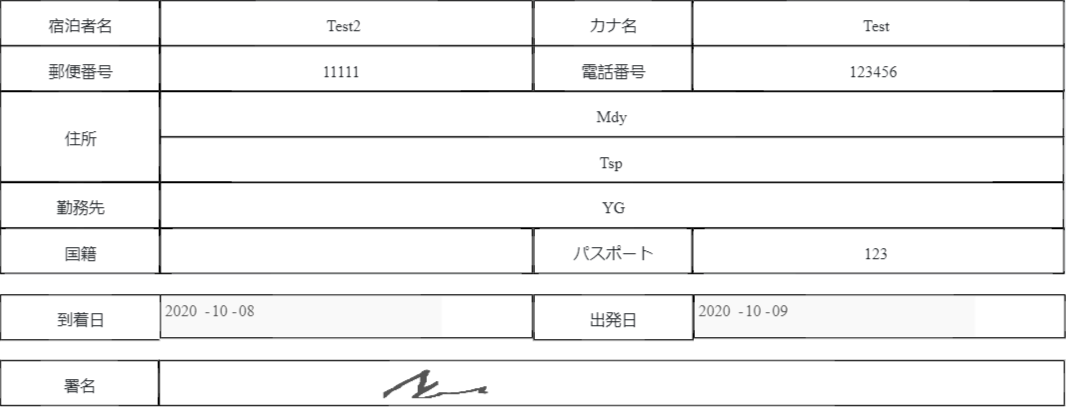 宿泊者名 Test2 カナ名 Test
郵便番号 11111 電話番号 123456
住所
Mdy
Tsp
勤務先 YG
国籍 パスポート 123
到着日 2020 -10 -08 出発日 2020 -10 -09
署名